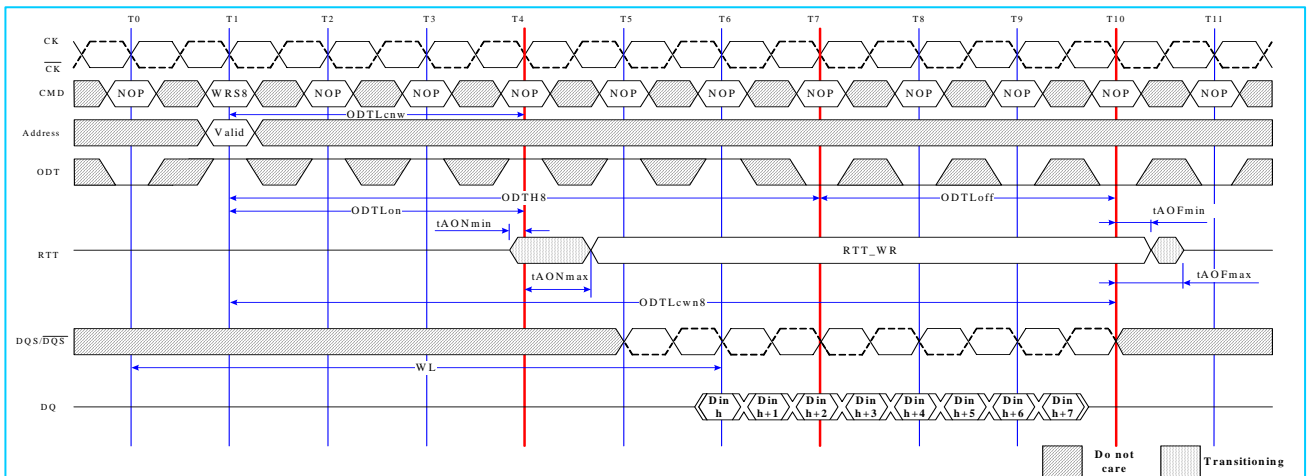 T0 T1 T2 T3 T4 T5 T6 T7 T8 T9 T10 T11
CK
CK
CMD NOP WRS8 NOP NOP NOP NOP NOP NOP NOP NOP NOP NOP
ODTLcnw
Address Valid
ODT
ODTH8 ODTLoff
ODTLon tAOFmin
tAONmin
RTT RTT_WR
tAONmax tAOFmax
ODTLcwn8
DQS/DQS
WL
DQ Din h Din h+1 Din h+2 Din h+3 Din h+4 Din h+5 Din h+6 Din h+7
Do not care Transitioning